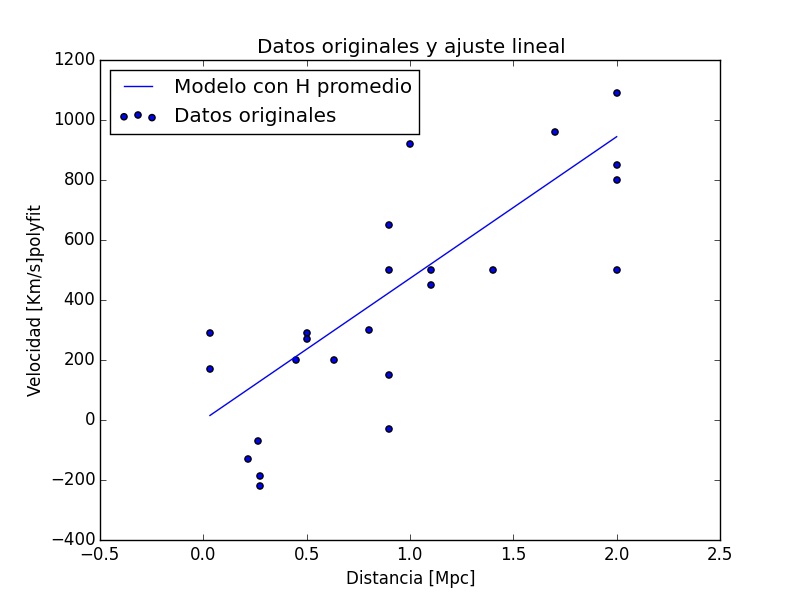 Datos originales y ajuste lineal
1200
1000
800
600
400
200
0
−200
−400
Velocidad [Km/s]polyfit
Modelo con H promedio
Datos originales
−0.5 0.0 0.5 1.0 1.5 2.0 2.5
Distancia [Mpc]